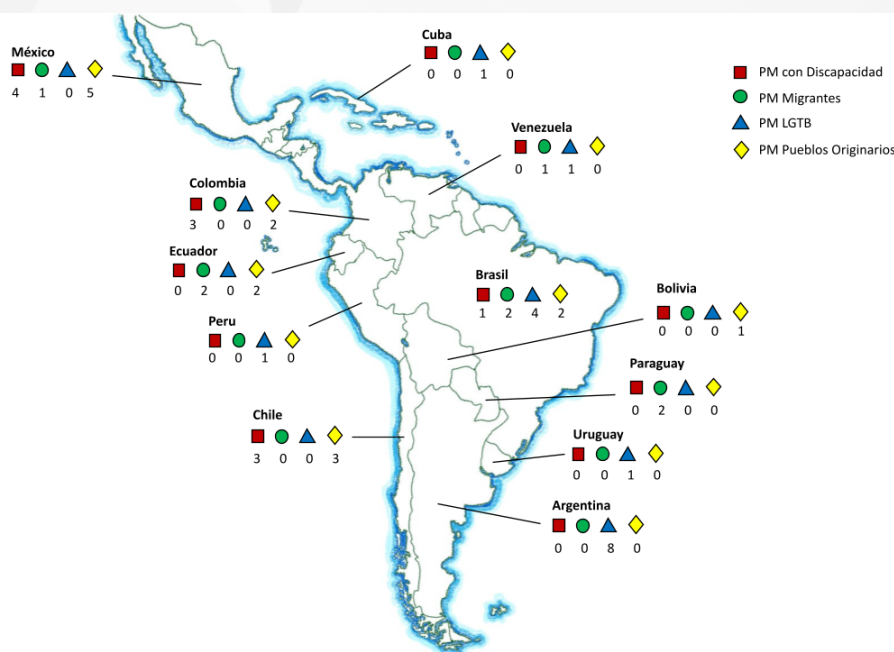 México
4 1 0 5
Cuba
0 0 1 0
PM con Discapacidad
PM Migrantes
PM LGTB
PM Pueblos Originarios
Venezuela
0 1 1 0
Colombia
3 0 0 2
Ecuador
0 2 0 2
Brasil
1 2 4 2
Bolivia
0 0 0 1
Peru
0 0 1 0
Paraguay
0 2 0 0
Chile
3 0 0 3
Uruguay
0 0 1 0
Argentina
0 0 8 0